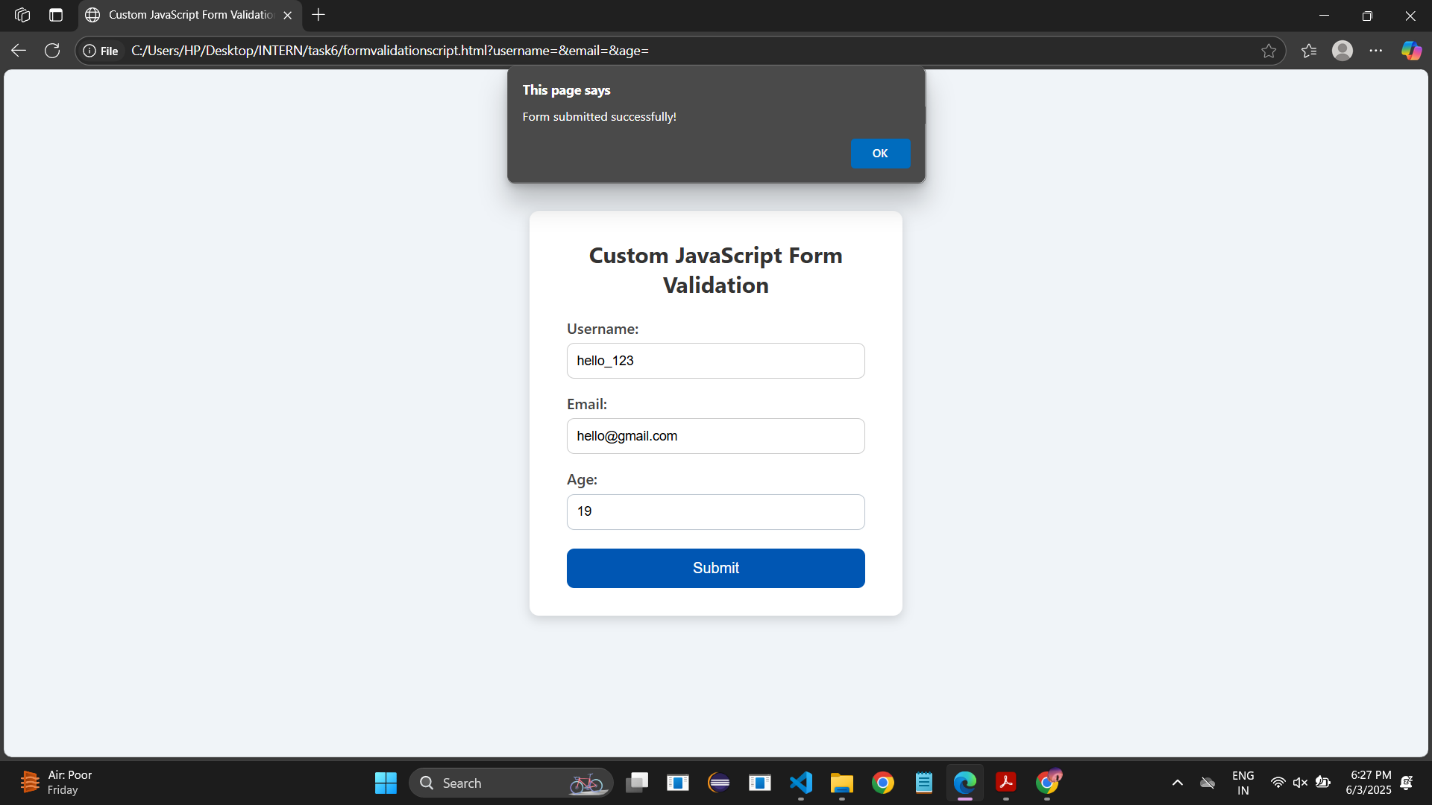 Custom JavaScript Form Validatio
File
C:/Users/HP/Desktop/INTERN/task6/formvalidationscript.html?username=&email=&age=
This page says
Form submitted successfully!
OK
Custom JavaScript Form
Validation
Username:
hello_123
Email:
hello@gmail.com
Age:
19
Submit
Air: Poor
Friday
Search
ENG
IN
6:27 PM
6/3/2025